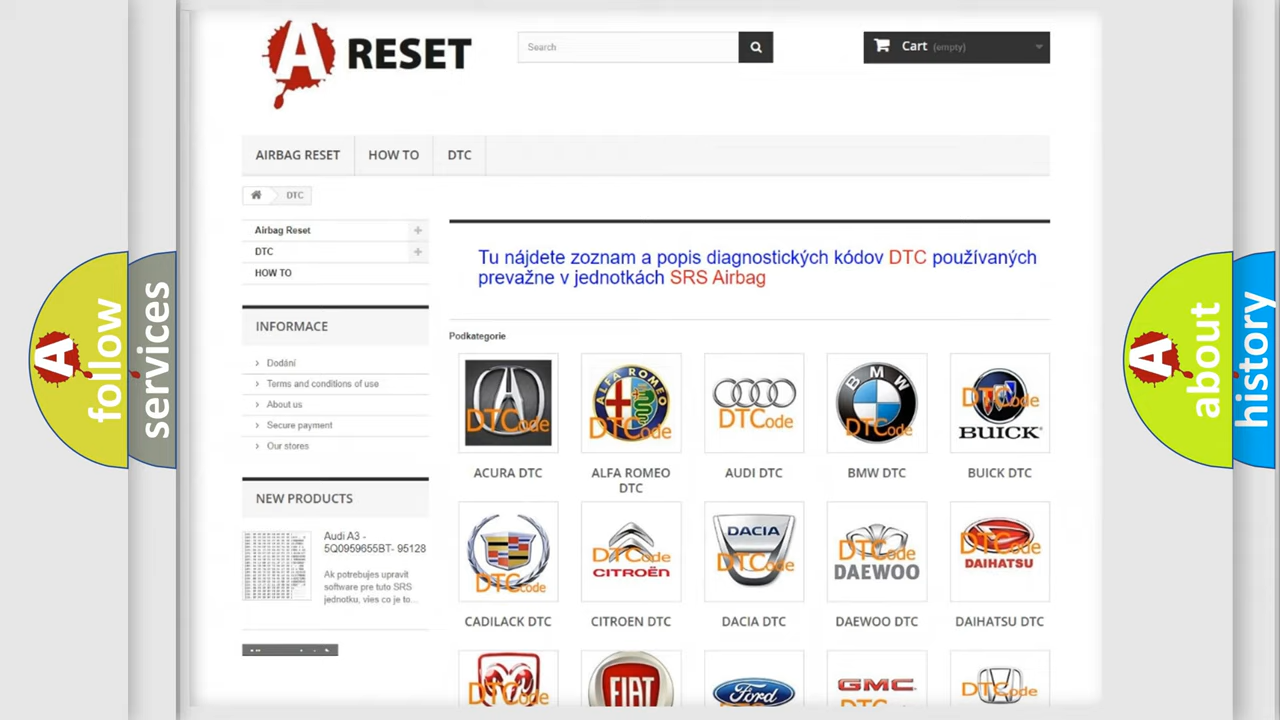 A RESET
Search
Cart (empty)
AIRBAG RESET
HOW TO
DTC
DTC
Airbag Reset
DTC
HOW TO
Tu nájdete zoznam a popis diagnostických kódov DTC používaných
prevažne v jednotkách SRS Airbag
INFORMACE
Dodání
Terms and conditions of use
About us
Secure payment
Our stores
NEW PRODUCTS
Audi A3 -
5Q0959655BT- 95128
Ak potrebujes upravit
software pre tuto SRS
jednotku, vies co je to...
Podkategorie
DTCode
ALFA ROMEO
DTCode
DTCode
BMW
DTCode
DTCode
BUICK
ACURA DTC
ALFA ROMEO
DTC
AUDI DTC
BMW DTC
BUICK DTC
DTCode
DTCode
CITROËN
DACIA
DTCode
DTCode
DAEWOO
DTCode
DAIHATSU
CADILACK DTC
CITROEN DTC
DACIA DTC
DAEWOO DTC
DAIHATSU DTC
DTCode
FIAT
Ford
GMC
DTCode
A follow
services
A about
history